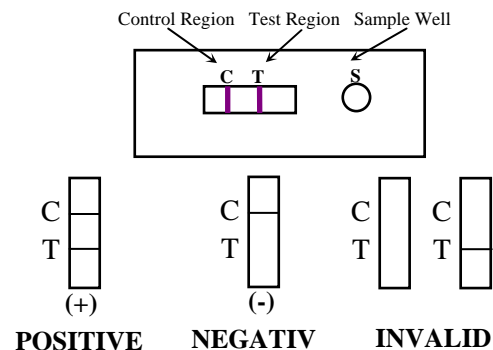 Control Region Test Region Sample Well
C T S
C C C C
T T T T
(+) (-)
POSITIVE NEGATIV INVALID